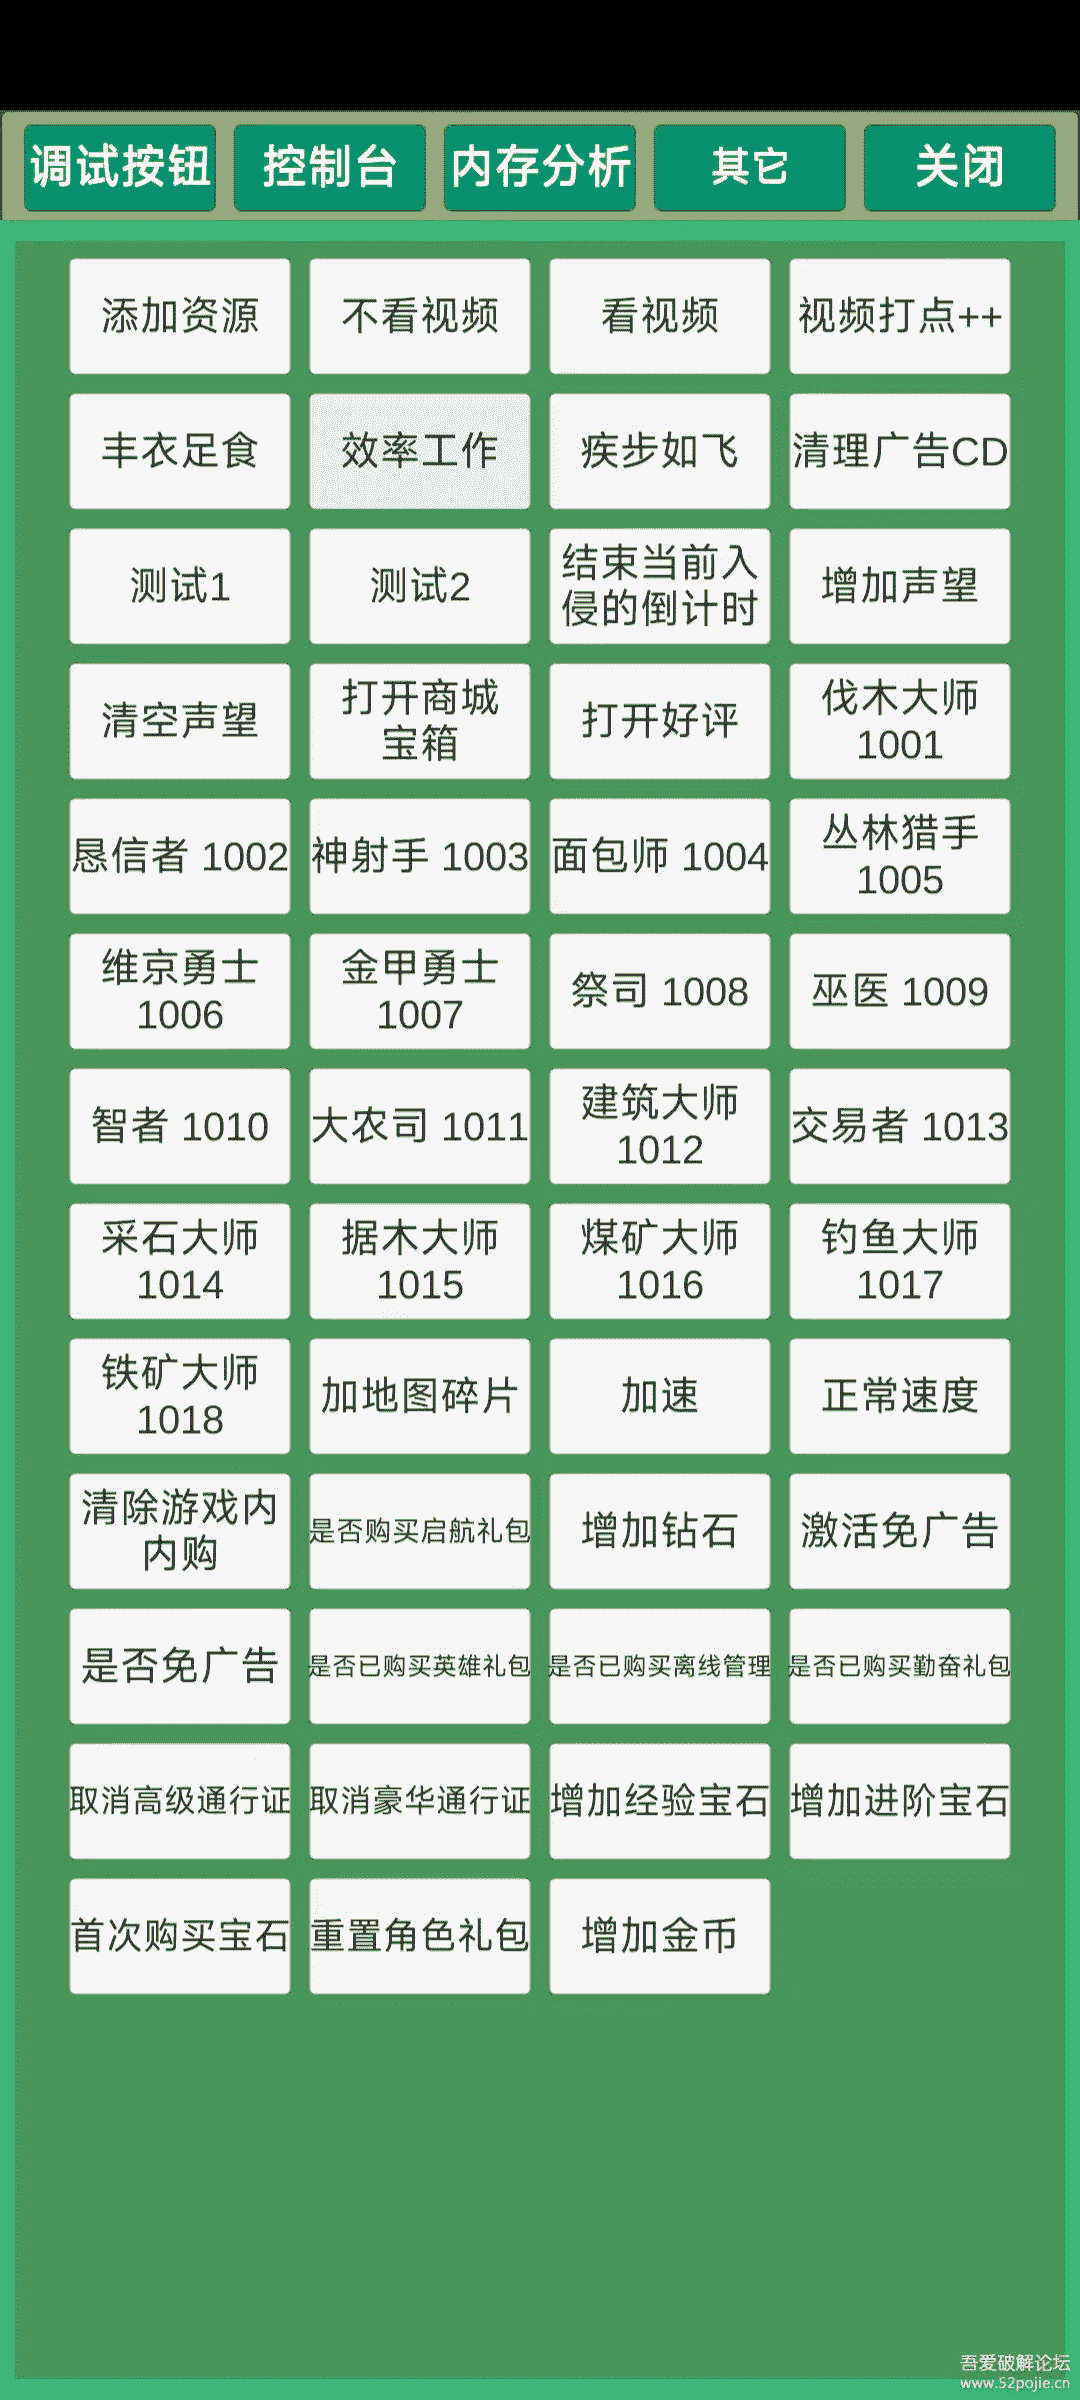 调试按钮 控制台 内存分析 其它 关闭
添加资源 不看视频 看视频 视频打点++
丰衣足食 效率工作 疾步如飞 清理广告CD
测试1 测试2
结束当前入
侵的倒计时
增加声望
清空声望
打开商城
宝箱
打开好评
伐木大师
1001
恳信者 1002 神射手 1003 面包师 1004
丛林猎手
1005
维京勇士
1006
金甲勇士
1007
祭司 1008 巫医 1009
智者 1010 大农司 1011
建筑大师
1012
交易者 1013
采石大师
1014
据木大师
1015
煤矿大师
1016
钓鱼大师
1017
铁矿大师
1018
加地图碎片 加速 正常速度
清除游戏内
内购
是否购买启航礼包 增加钻石 激活免广告
是否免广告 是否已购买英雄礼包 是否已购买离线管理 是否已购买勤奋礼包
取消高级通行证 取消豪华通行证 增加经验宝石 增加进阶宝石
首次购买宝石 重置角色礼包 增加金币
吾爱破解论坛
www.52pojie.cn